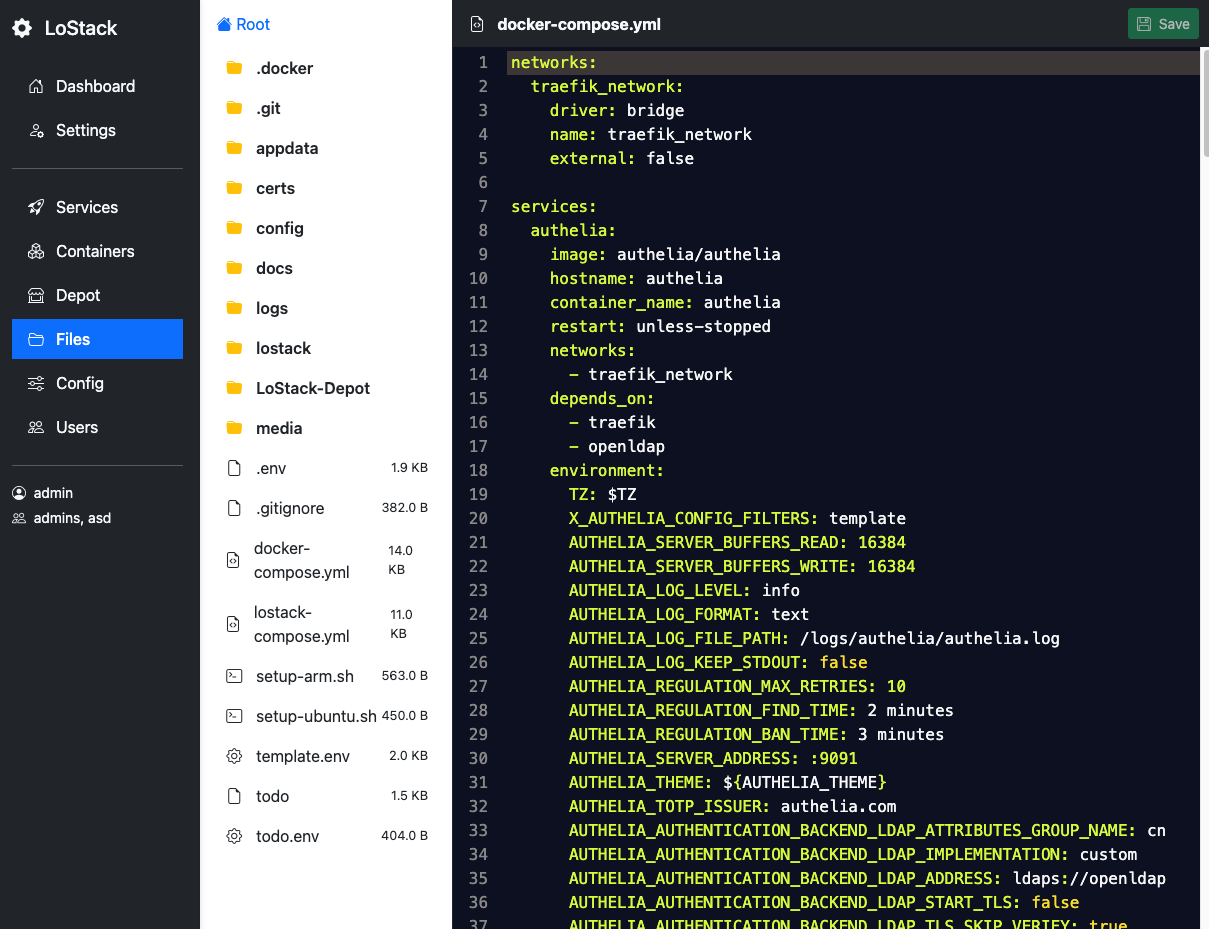 LoStack
Dashboard
Settings
Services
Containers
Depot
Files
Config
Users
admin
admins, asd
Root
.docker
.git
appdata
certs
config
docs
logs
lostack
LoStack-Depot
media
.env 1.9 KB
.gitignore 382.0 B
docker-compose.yml 14.0 KB
lostack-compose.yml 11.0 KB
setup-arm.sh 563.0 B
setup-ubuntu.sh 450.0 B
template.env 2.0 KB
todo 1.5 KB
todo.env 404.0 B
docker-compose.yml
Save
1 networks:
2   traefik_network:
3     driver: bridge
4     name: traefik_network
5     external: false
6
7 services:
8   authelia:
9     image: authelia/authelia
10     hostname: authelia
11     container_name: authelia
12     restart: unless-stopped
13     networks:
14       - traefik_network
15     depends_on:
16       - traefik
17       - openldap
18     environment:
19       TZ: $TZ
20       X_AUTHELIA_CONFIG_FILTERS: template
21       AUTHELIA_SERVER_BUFFERS_READ: 16384
22       AUTHELIA_SERVER_BUFFERS_WRITE: 16384
23       AUTHELIA_LOG_LEVEL: info
24       AUTHELIA_LOG_FORMAT: text
25       AUTHELIA_LOG_FILE_PATH: /logs/authelia/authelia.log
26       AUTHELIA_LOG_KEEP_STDOUT: false
27       AUTHELIA_REGULATION_MAX_RETRIES: 10
28       AUTHELIA_REGULATION_FIND_TIME: 2 minutes
29       AUTHELIA_REGULATION_BAN_TIME: 3 minutes
30       AUTHELIA_SERVER_ADDRESS: :9091
31       AUTHELIA_THEME: ${AUTHELIA_THEME}
32       AUTHELIA_TOTP_ISSUER: authelia.com
33       AUTHELIA_AUTHENTICATION_BACKEND_LDAP_ATTRIBUTES_GROUP_NAME: cn
34       AUTHELIA_AUTHENTICATION_BACKEND_LDAP_IMPLEMENTATION: custom
35       AUTHELIA_AUTHENTICATION_BACKEND_LDAP_ADDRESS: ldaps://openldap
36       AUTHELIA_AUTHENTICATION_BACKEND_LDAP_START_TLS: false
37       AUTHELIA_AUTHENTICATION_BACKEND_LDAP_TLS_SKIP_VERIFY: true